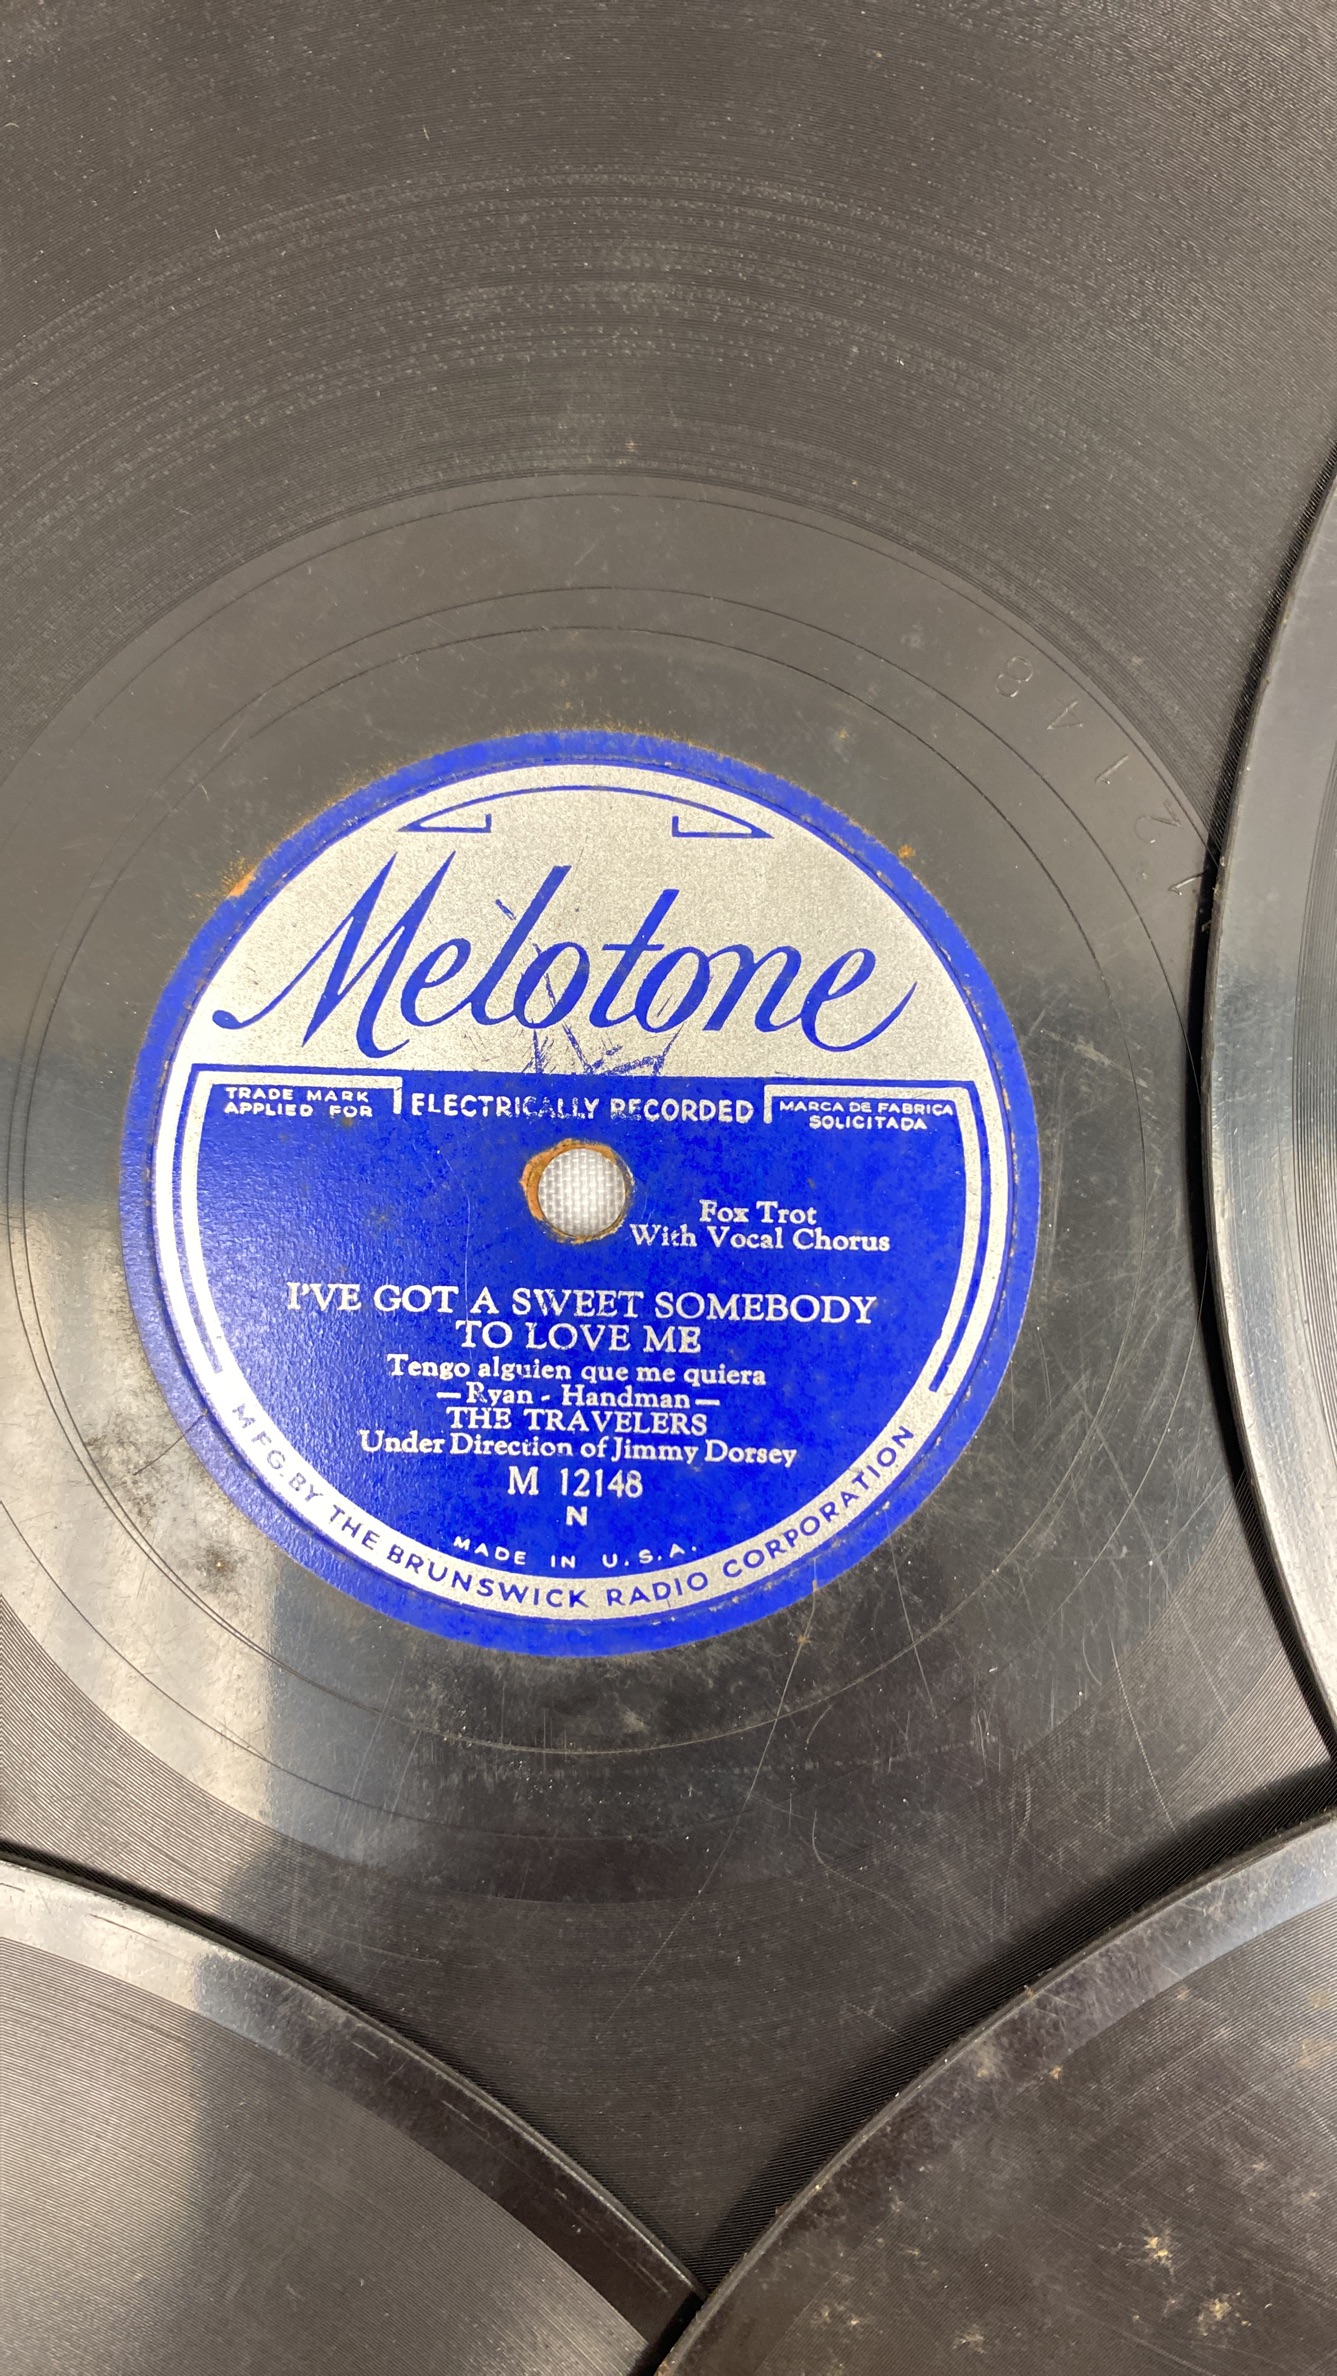 Melotone
TRADE MARK
APPLIED FOR
ELECTRICALLY RECORDED
MARCA DE FABRICA
SOLICITADA
Fox Trot
With Vocal Chorus
I'VE GOT A SWEET SOMEBODY
TO LOVE ME
Tengo alguien que me quiera
—Ryan - Handman—
THE TRAVELERS
Under Direction of Jimmy Dorsey
M 12148
N
MADE IN U.S.A.
MFG. BY THE BRUNSWICK RADIO CORPORATION
12148